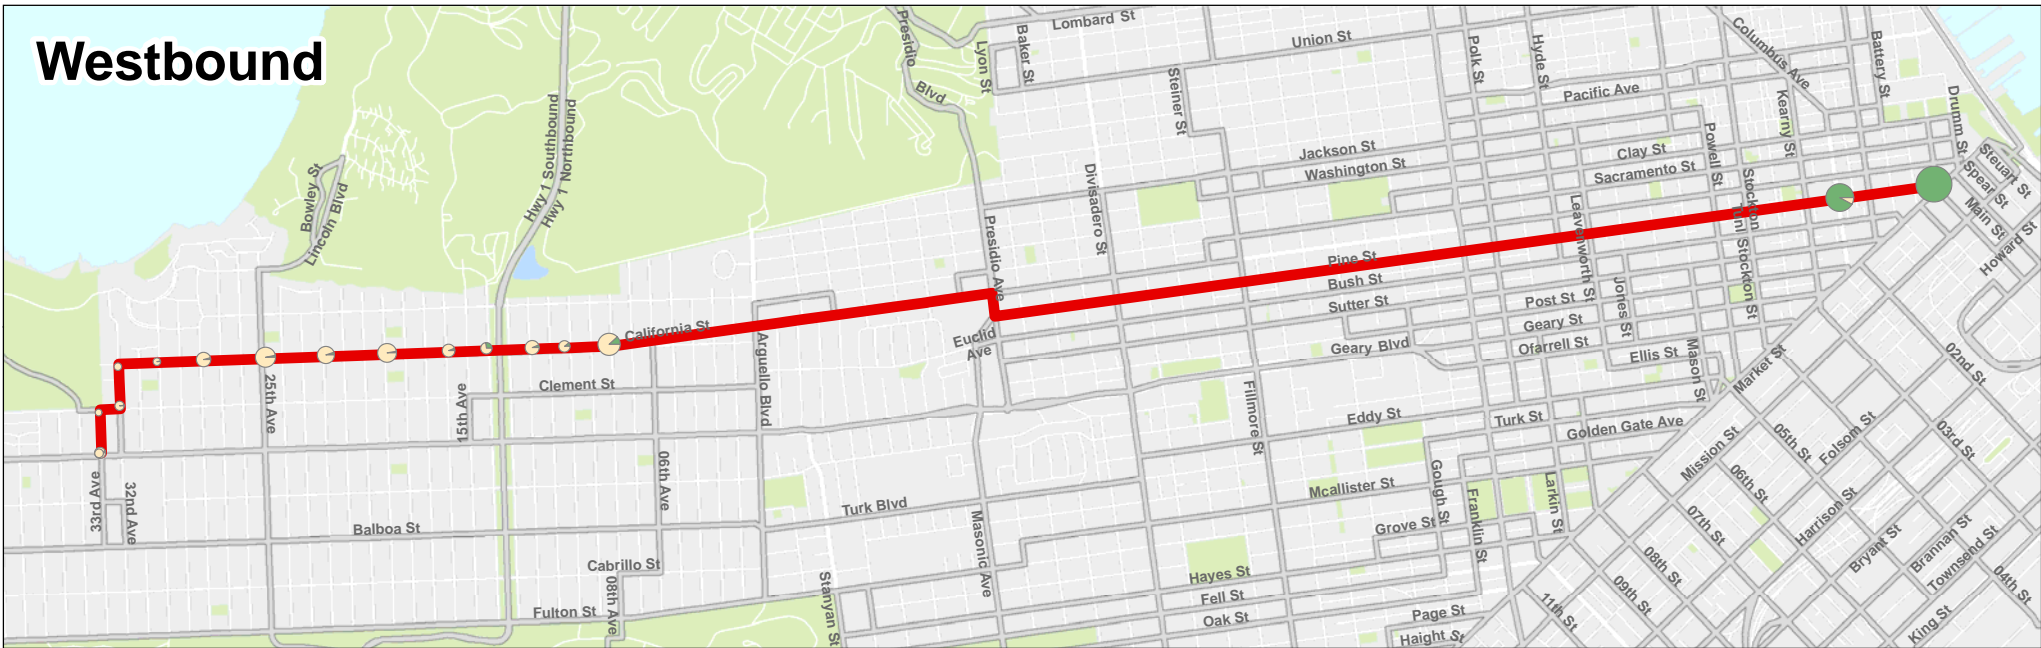 Westbound
Lombard St
Union St
Presidio
Blvd
Lyon St
Baker St
Steiner St
Polk St
Hyde St
Columbus Ave
Battery St
Pacific Ave
Kearny St
Drumm St
Steuart St
Spear St
Main St
Howard St
Hwy 1 Southbound
Hwy 1 Northbound
Bowley St
Lincoln Blvd
Jackson St
Washington St
Clay St
Sacramento St
Powell St
Stockton
Tunl
Stockton St
Divisadero St
Presidio Ave
Leavenworth St
Pine St
Bush St
Sutter St
Post St
Geary St
Ofarrell St
Ellis St
Jones St
Mason St
Market St
02nd St
California St
Euclid
Ave
Geary Blvd
Arguello Blvd
25th Ave
15th Ave
Clement St
Fillmore St
Eddy St
Turk St
Golden Gate Ave
Mission St
05th St
Folsom St
03rd St
33rd Ave
32nd Ave
06th Ave
Balboa St
Turk Blvd
Masonic Ave
Mcallister St
Gough St
Franklin St
Larkin St
Grove St
06th St
07th St
Harrison St
Bryant St
Brannan St
Townsend St
04th St
Cabrillo St
08th Ave
Fulton St
Stanyan St
Hayes St
Fell St
Oak St
Page St
Haight St
08th St
09th St
11th St
King St